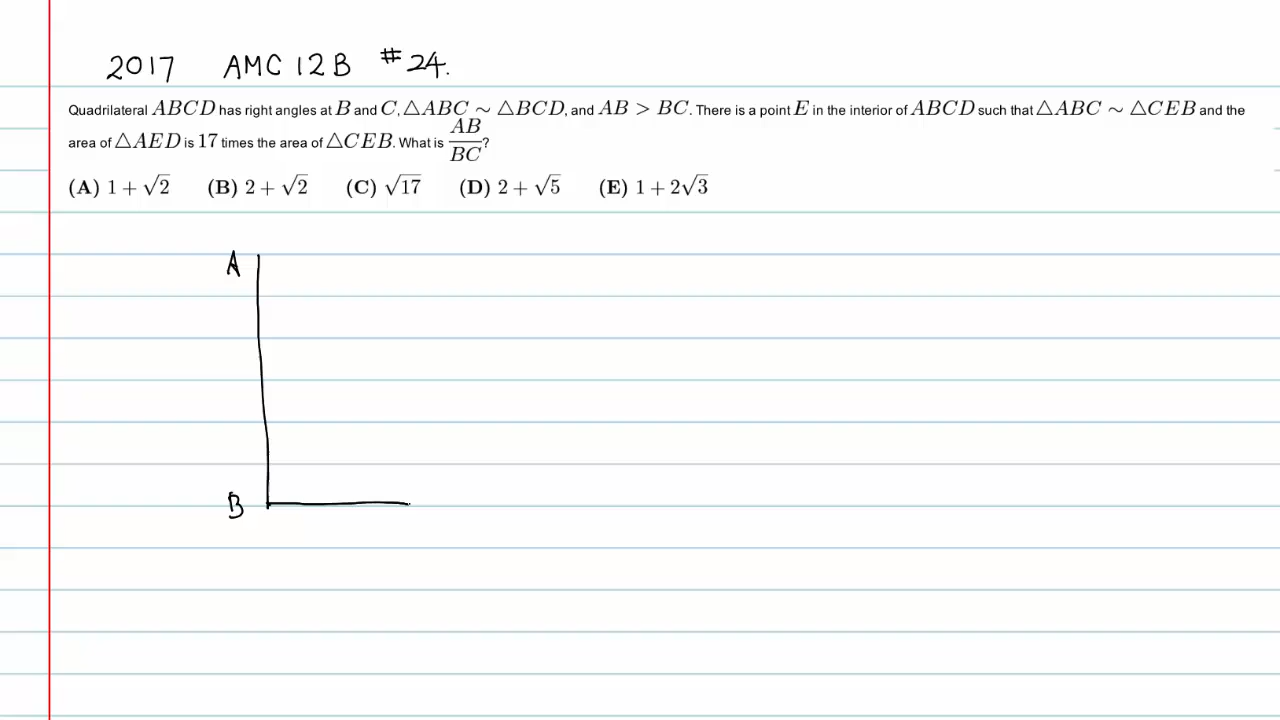 2017 AMC 12B #24.
Quadrilateral ABCD has right angles at B and C, △ABC ∼ △BCD, and AB > BC. There is a point E in the interior of ABCD such that △ABC ∼ △CEB and the
area of △AED is 17 times the area of △CEB. What is AB/BC?
(A) 1 + √2 (B) 2 + √2 (C) √17 (D) 2 + √5 (E) 1 + 2√3
A
B